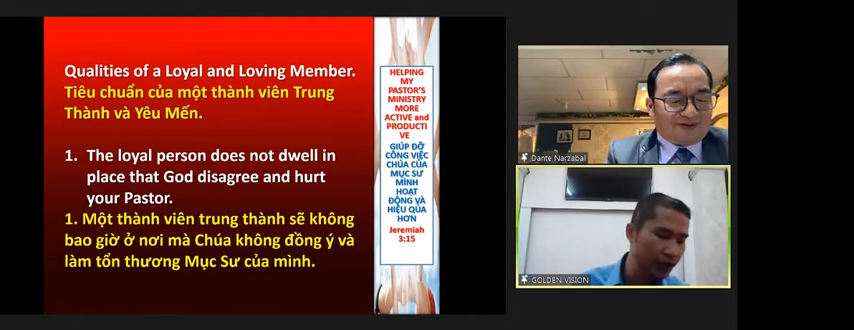 Qualities of a Loyal and Loving Member.
Tiêu chuẩn của một thành viên Trung
Thành và Yêu Mến.
1. The loyal person does not dwell in
place that God disagree and hurt
your Pastor.
1. Một thành viên trung thành sẽ không
bao giờ ở nơi mà Chúa không đồng ý và
làm tổn thương Mục Sư của mình.
HELPING
MY
PASTOR'S
MINISTRY
MORE
ACTIVE and
PRODUCTI
VE
GIÚP ĐỠ
CÔNG VIỆC
CHÚA CỦA
MỤC SƯ
MÌNH
HOẠT
ĐỘNG VÀ
HIỆU QỦA
HƠN
Jeremiah
3:15
Dante Narzabal
GOLDEN VISION